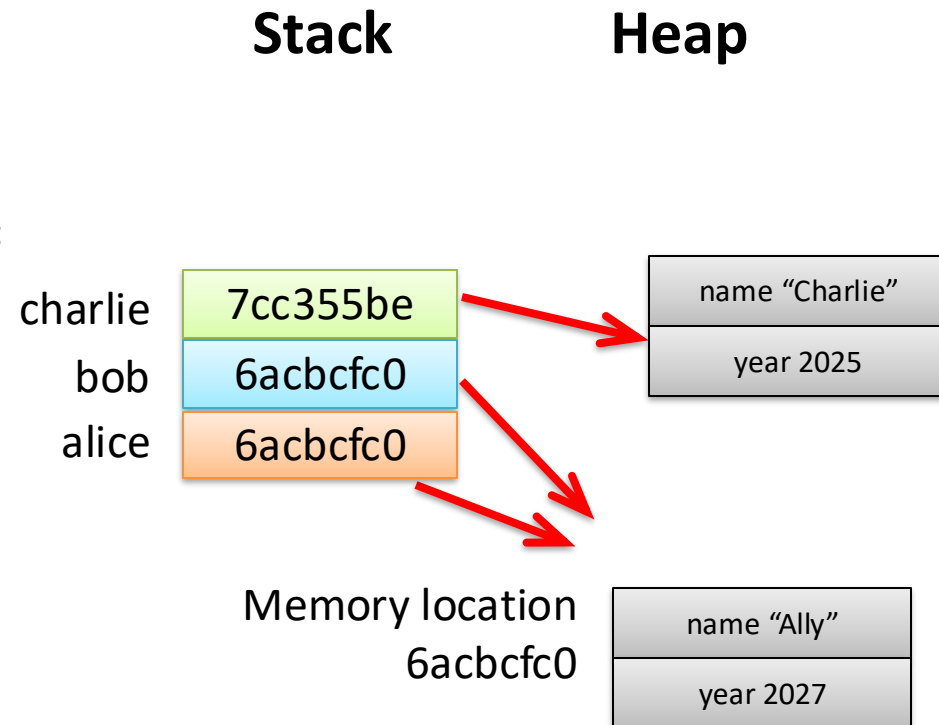 Stack Heap
charlie 7cc355be name “Charlie”
bob 6acbcfc0 year 2025
alice 6acbcfc0
Memory location
6acbcfc0
name “Ally”
year 2027